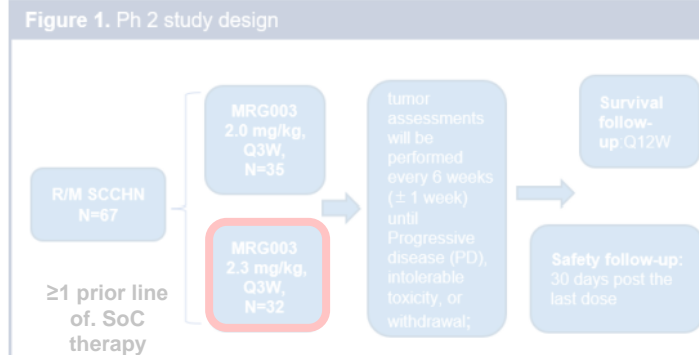 Figure 1. Ph 2 study design
R/M SCCHN
N=67
≥1 prior line
of. SoC
therapy
MRG003
2.0 mg/kg,
Q3W,
N=35
MRG003
2.3 mg/kg,
Q3W,
N=32
tumor
assessments
will be
performed
every 6 weeks
(± 1 week)
until
Progressive
disease (PD),
intolerable
toxicity, or
withdrawal;
Survival
follow-
up:Q12W
Safety follow-up:
30 days post the
last dose